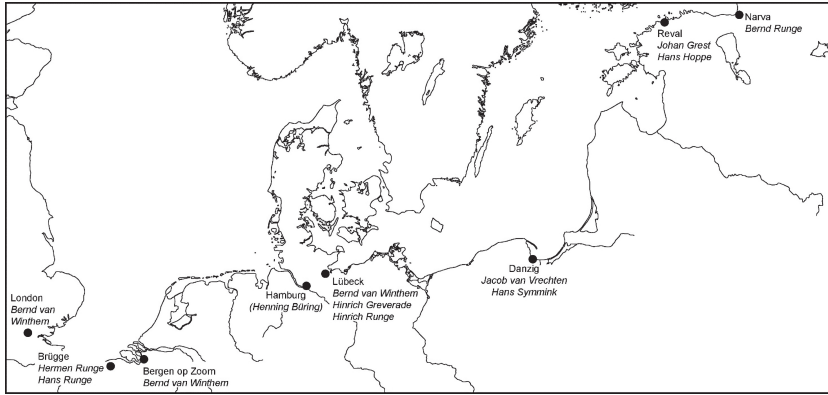 Narva
Bernd Runge
Reval
Johan Grest
Hans Hoppe
Danzig
Jacob van Vrechten
Hans Symmink
Lübeck
Bernd van Winthem
Hinrich Greverade
Hinrich Runge
Hamburg
(Henning Büring)
London
Bernd van
Winthem
Brügge
Hermen Runge
Hans Runge
Bergen op Zoom
Bernd van Winthem